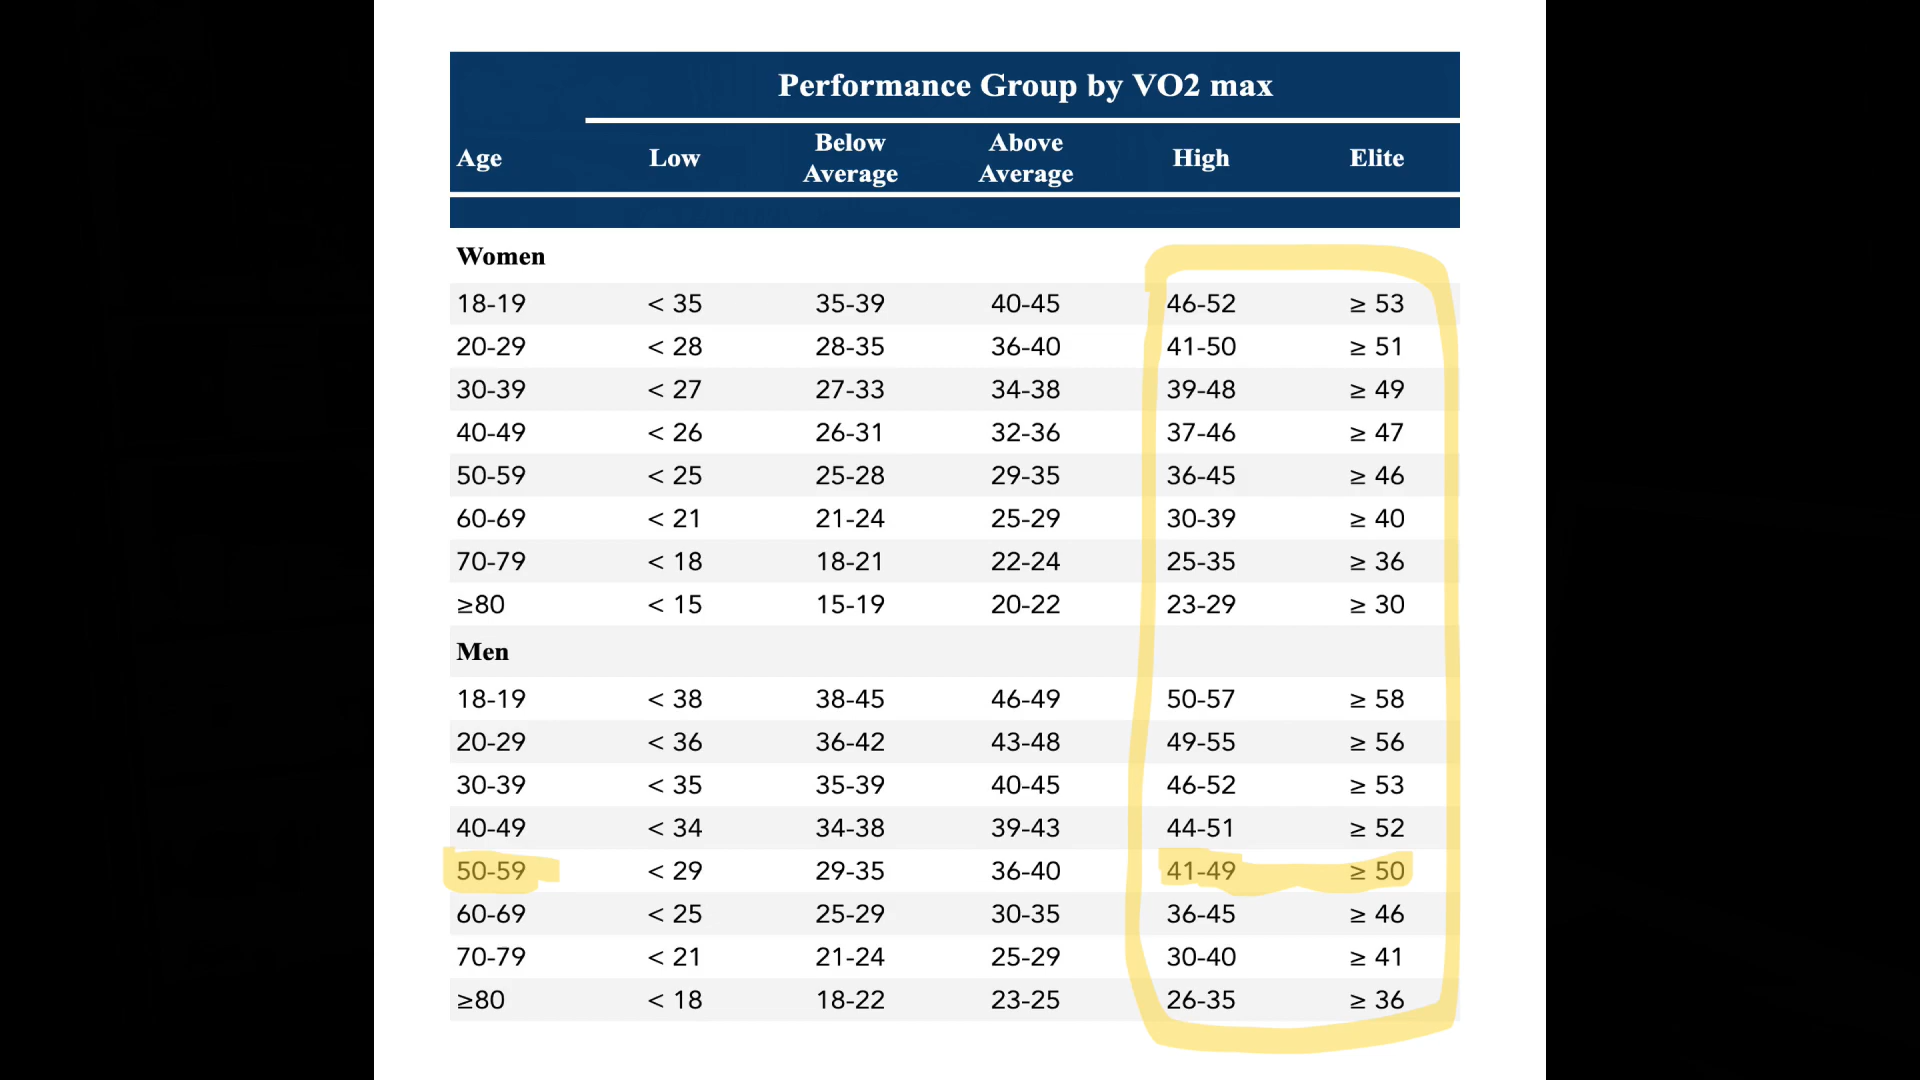 Performance Group by VO2 max
Age Low Below Average Above Average High Elite
Women
18-19 < 35 35-39 40-45 46-52 ≥ 53
20-29 < 28 28-35 36-40 41-50 ≥ 51
30-39 < 27 27-33 34-38 39-48 ≥ 49
40-49 < 26 26-31 32-36 37-46 ≥ 47
50-59 < 25 25-28 29-35 36-45 ≥ 46
60-69 < 21 21-24 25-29 30-39 ≥ 40
70-79 < 18 18-21 22-24 25-35 ≥ 36
≥80 < 15 15-19 20-22 23-29 ≥ 30
Men
18-19 < 38 38-45 46-49 50-57 ≥ 58
20-29 < 36 36-42 43-48 49-55 ≥ 56
30-39 < 35 35-39 40-45 46-52 ≥ 53
40-49 < 34 34-38 39-43 44-51 ≥ 52
50-59 < 29 29-35 36-40 41-49 ≥ 50
60-69 < 25 25-29 30-35 36-45 ≥ 46
70-79 < 21 21-24 25-29 30-40 ≥ 41
≥80 < 18 18-22 23-25 26-35 ≥ 36